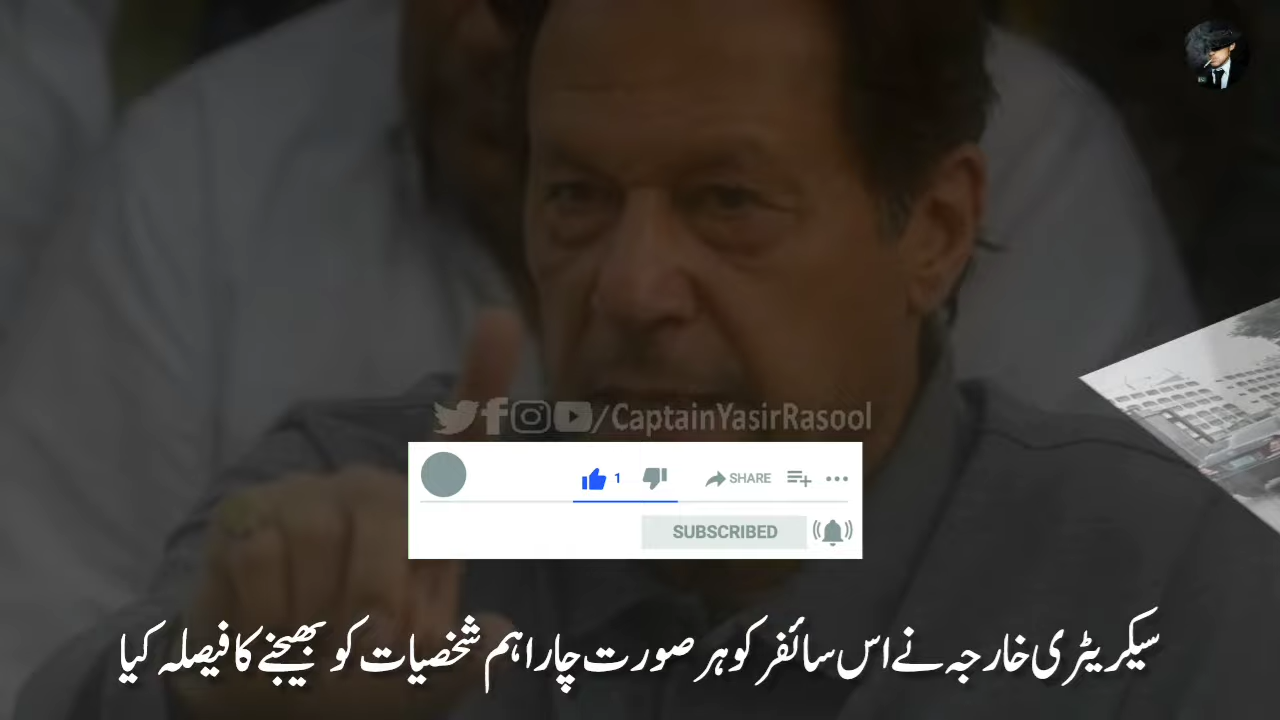 /CaptainYasirRasool
1
SHARE
SUBSCRIBED
سیکریٹری خارجہ نے اس سائفر کو ہر صورت چار اہم شخصیات کو بھیجنے کا فیصلہ کیا